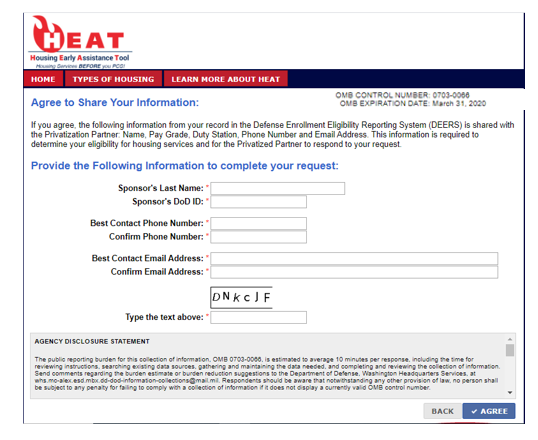 HEAT
Housing Early Assistance Tool
Housing Services BEFORE you PCS!
HOME TYPES OF HOUSING LEARN MORE ABOUT HEAT
OMB CONTROL NUMBER: 0703-0066
OMB EXPIRATION DATE: March 31, 2020
Agree to Share Your Information:
If you agree, the following information from your record in the Defense Enrollment Eligibility Reporting System (DEERS) is shared with
the Privatization Partner: Name, Pay Grade, Duty Station, Phone Number and Email Address. This information is required to
determine your eligibility for housing services and for the Privatized Partner to respond to your request.
Provide the Following Information to complete your request:
Sponsor's Last Name: *
Sponsor's DoD ID: *
Best Contact Phone Number: *
Confirm Phone Number: *
Best Contact Email Address: *
Confirm Email Address: *
DNKcJF
Type the text above: *
AGENCY DISCLOSURE STATEMENT
The public reporting burden for this collection of information, OMB 0703-0066, is estimated to average 10 minutes per response, including the time for
reviewing instructions, searching existing data sources, gathering and maintaining the data needed, and completing and reviewing the collection of information.
Send comments regarding the burden estimate or burden reduction suggestions to the Department of Defense, Washington Headquarters Services, at
whs.mc-alex.esd.mbx.dd-dod-information-collections@mail.mil. Respondents should be aware that notwithstanding any other provision of law, no person shall
be subject to any penalty for failing to comply with a collection of information if it does not display a currently valid OMB control number.
BACK ✓ AGREE